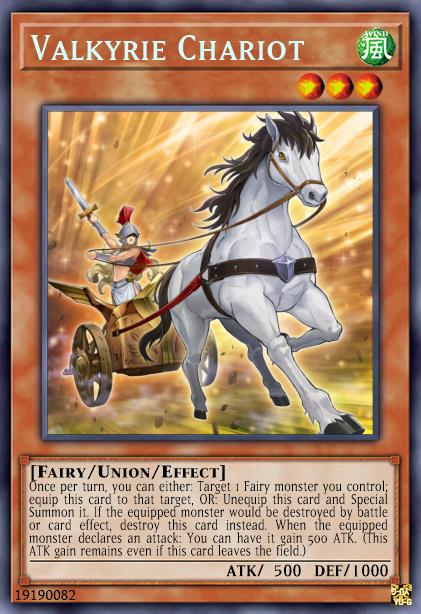 VALKYRIE CHARIOT
WIND
風
[FAIRY/UNION/EFFECT]
Once per turn, you can either: Target 1 Fairy monster you control;
equip this card to that target, OR: Unequip this card and Special
Summon it. If the equipped monster would be destroyed by battle
or card effect, destroy this card instead. When the equipped
monster declares an attack: You can have it gain 500 ATK. (This
ATK gain remains even if this card leaves the field.)
ATK/ 500 DEF/1000
19190082